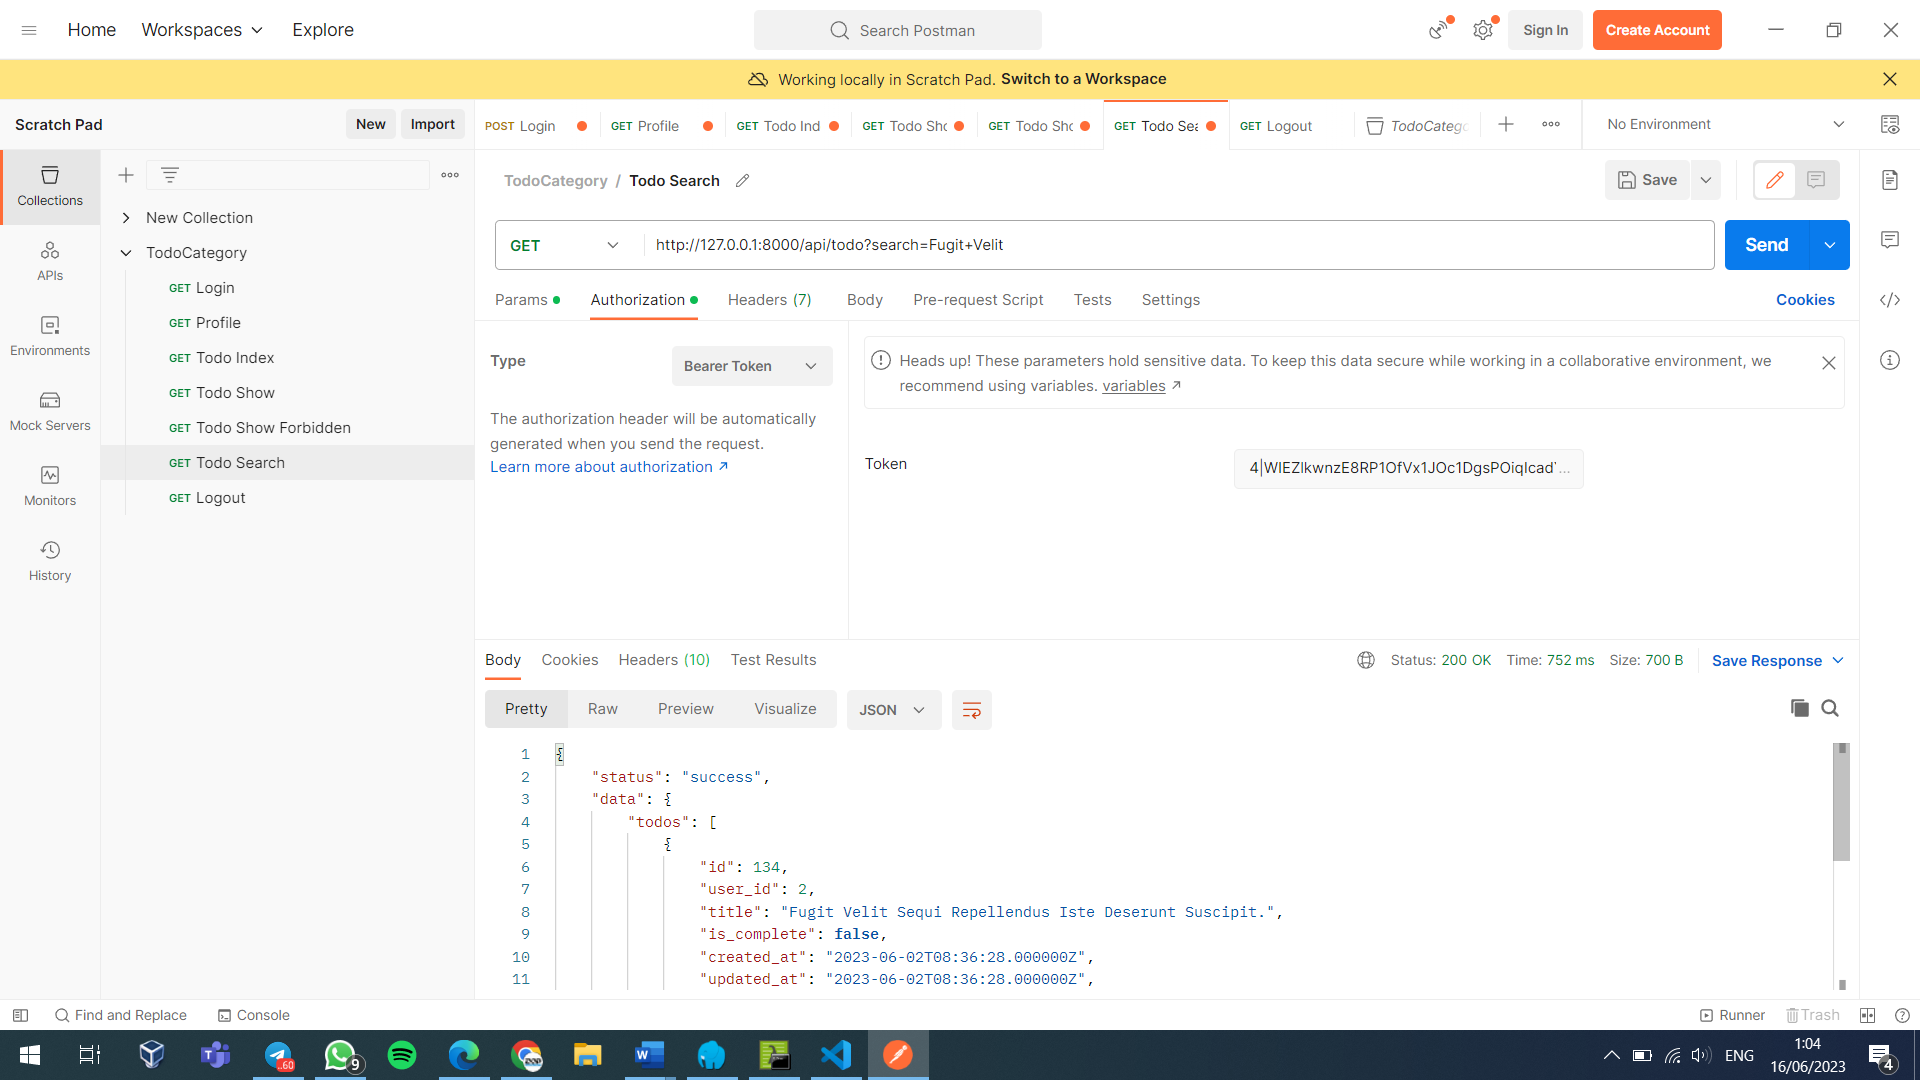 Home Workspaces Explore Search Postman Sign In Create Account
Working locally in Scratch Pad. Switch to a Workspace
Scratch Pad New Import
POST Login GET Profile GET Todo Ind GET Todo Sho GET Todo Sho GET Todo Sea GET Logout TodoCatego No Environment
Collections
APIs
Environments
Mock Servers
Monitors
History
New Collection
TodoCategory
GET Login
GET Profile
GET Todo Index
GET Todo Show
GET Todo Show Forbidden
GET Todo Search
GET Logout
TodoCategory / Todo Search Save
GET http://127.0.0.1:8000/api/todo?search=Fugit+Velit Send
Params Authorization Headers (7) Body Pre-request Script Tests Settings Cookies
Type Bearer Token
The authorization header will be automatically
generated when you send the request.
Learn more about authorization ↗
Heads up! These parameters hold sensitive data. To keep this data secure while working in a collaborative environment, we
recommend using variables. variables ↗
Token
Body Cookies Headers (10) Test Results Status: 200 OK Time: 752 ms Size: 700 B Save Response
Pretty Raw Preview Visualize JSON
1 {
2 "status": "success",
3 "data": {
4 "todos": [
5 {
6 "id": 134,
7 "user_id": 2,
8 "title": "Fugit Velit Sequi Repellendus Iste Deserunt Suscipit.",
9 "is_complete": false,
10 "created_at": "2023-06-02T08:36:28.000000Z",
11 "updated_at": "2023-06-02T08:36:28.000000Z",
Find and Replace Console Runner Trash
..60 9 ENG 1:04
16/06/2023 4